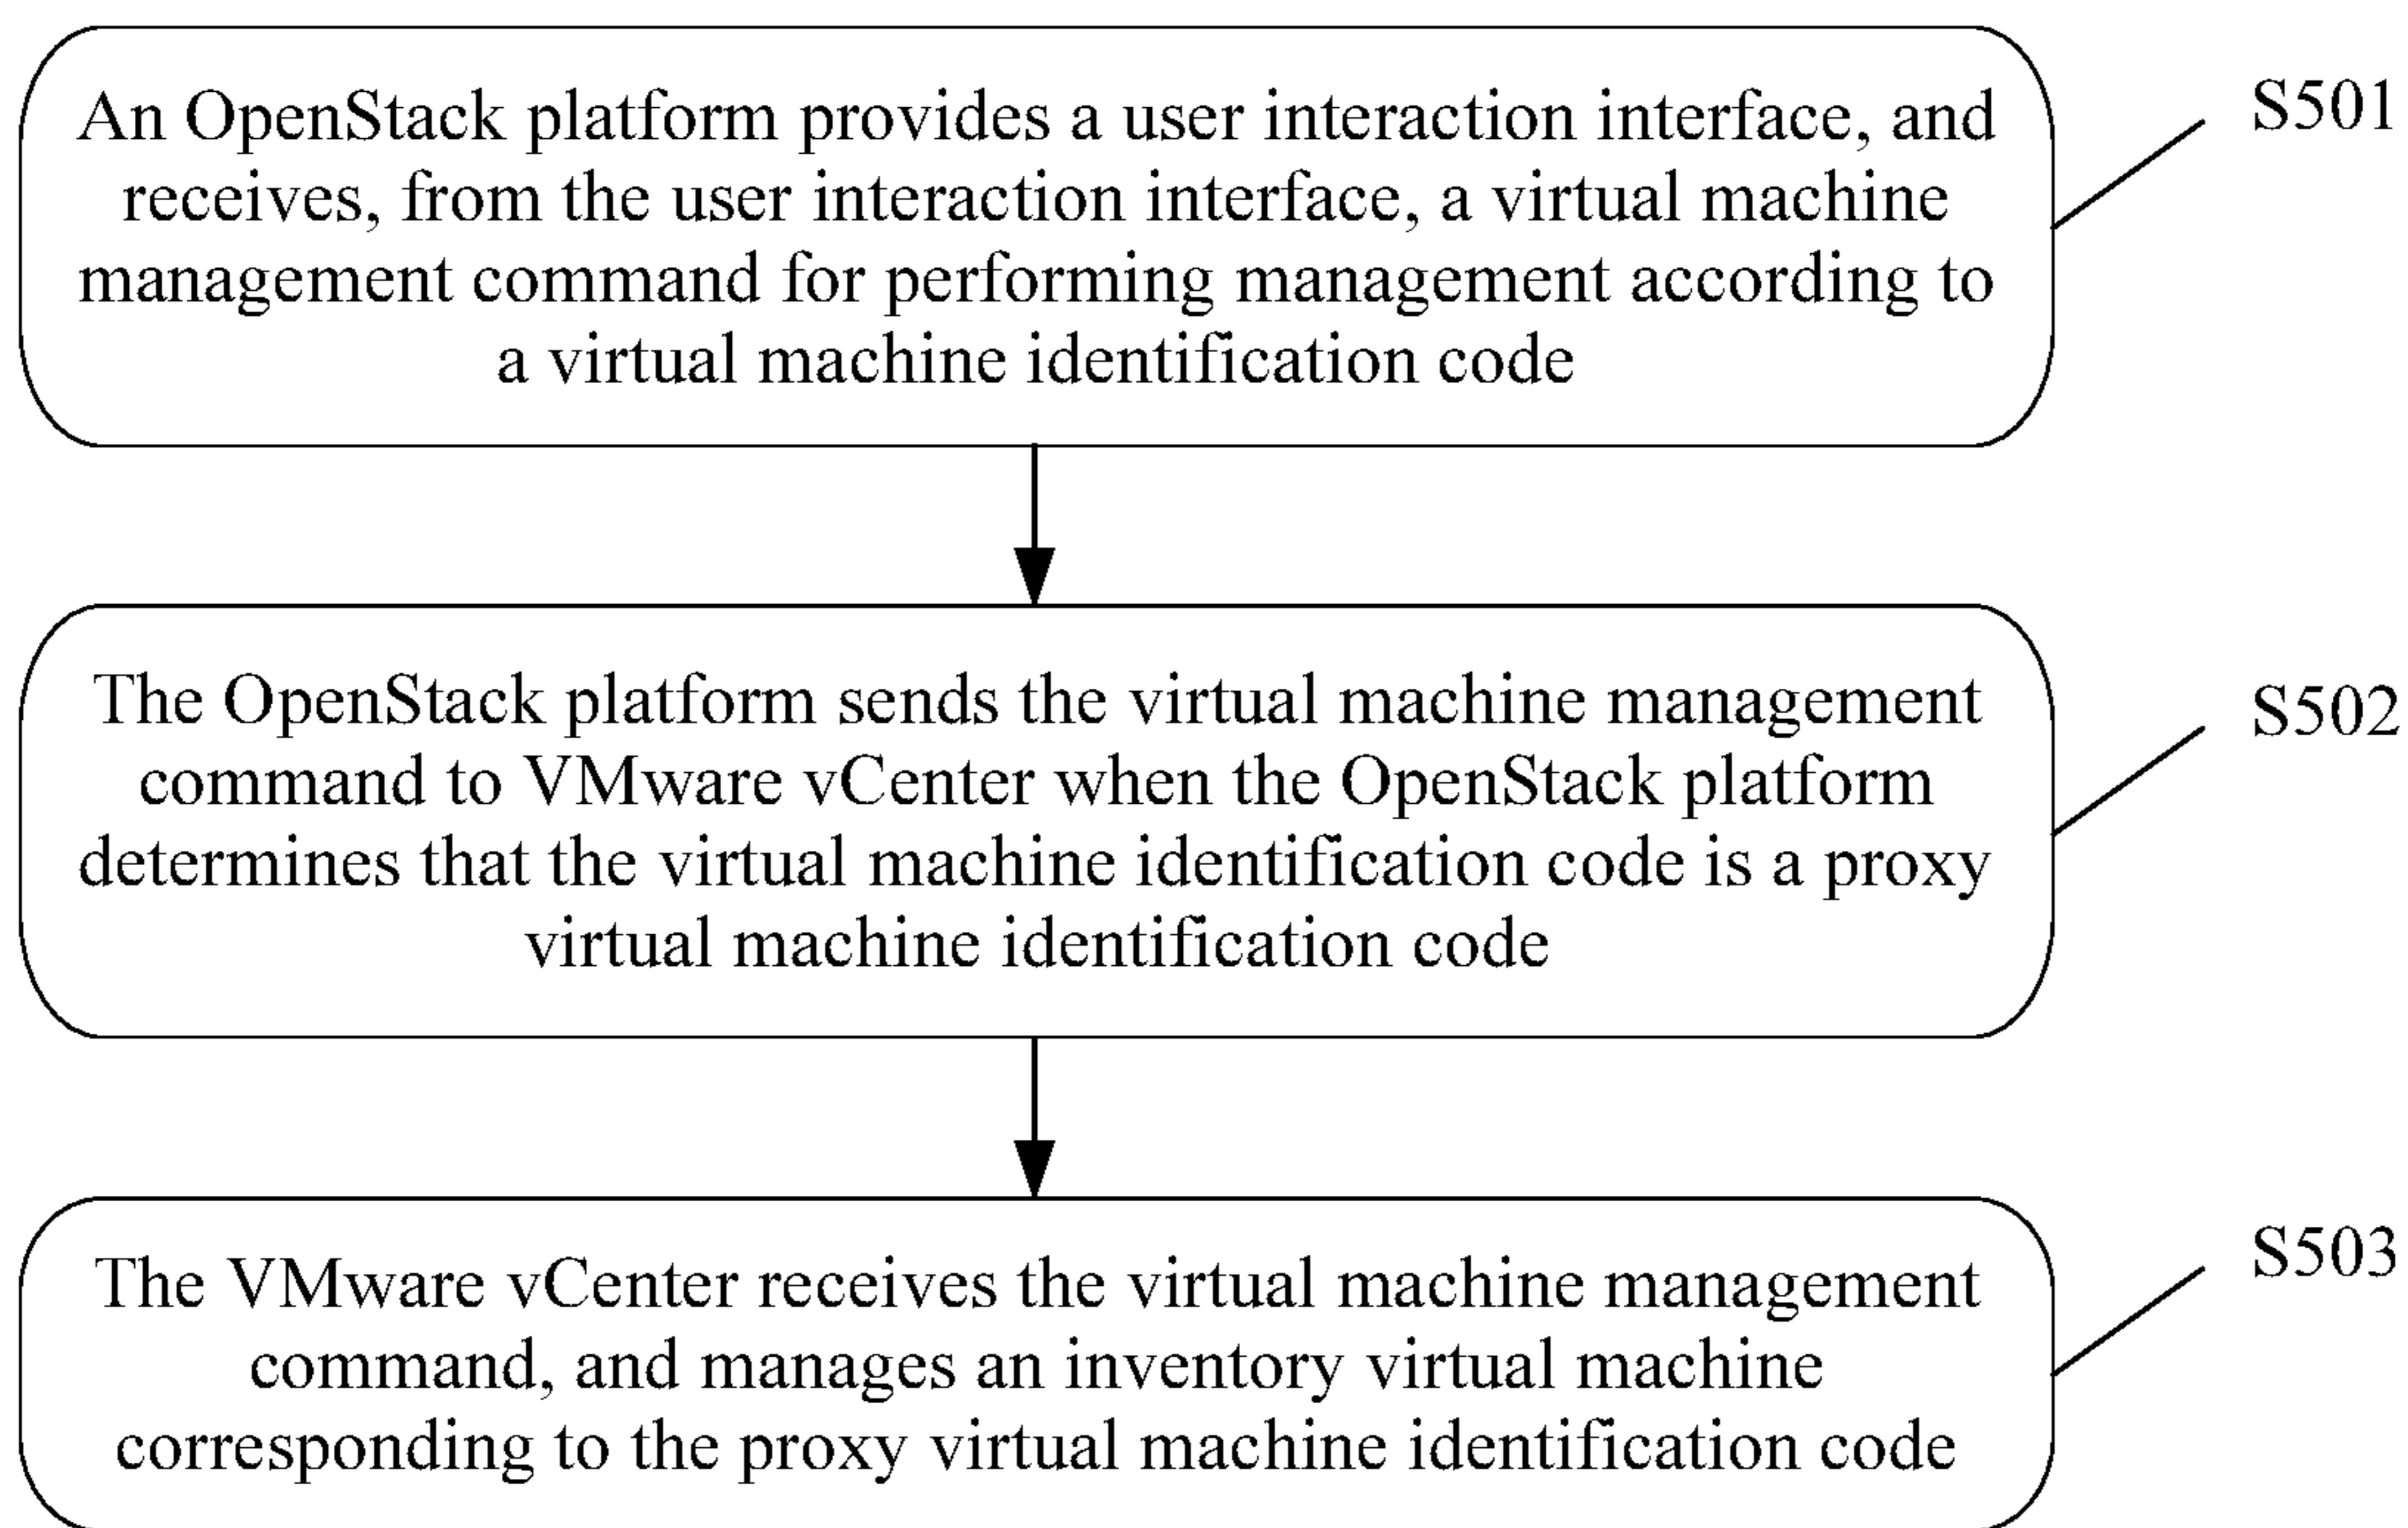 An OpenStack platform provides a user interaction interface, and
receives, from the user interaction interface, a virtual machine
management command for performing management according to
a virtual machine identification code
S501
The OpenStack platform sends the virtual machine management
command to VMware vCenter when the OpenStack platform
determines that the virtual machine identification code is a proxy
virtual machine identification code
S502
The VMware vCenter receives the virtual machine management
command, and manages an inventory virtual machine
corresponding to the proxy virtual machine identification code
S503